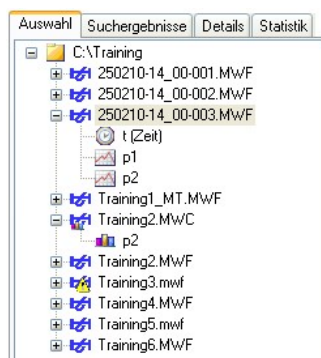 Auswahl Suchergebnisse Details Statistik
C:\Training
250210-14_00-001.MWF
250210-14_00-002.MWF
250210-14_00-003.MWF
t (Zeit)
p1
p2
Training1_MT.MWF
Training2.MWC
p2
Training2.MWF
Training3.mwf
Training4.MWF
Training5.mwf
Training6.MWF